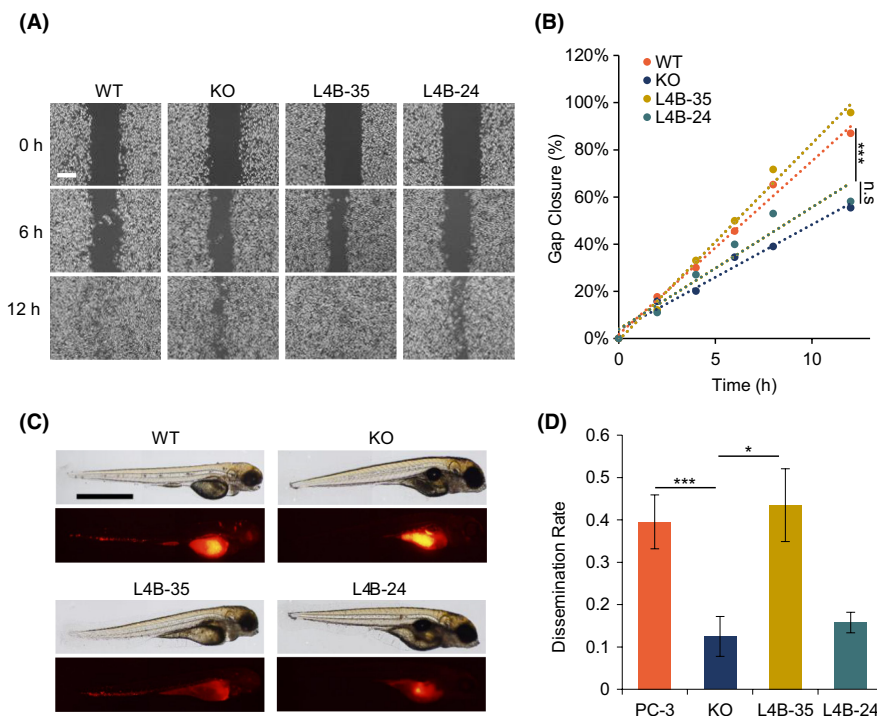 (A)
WT KO L4B-35 L4B-24
0 h
6 h
12 h
(B)
120%
100%
80%
60%
40%
20%
0%
Gap Closure (%)
WT
KO
L4B-35
L4B-24
***
n.s
0 5 10
Time (h)
(C)
WT KO
L4B-35 L4B-24
(D)
0.6
0.5
0.4
0.3
0.2
0.1
0
Dissemination Rate
***
*
PC-3 KO L4B-35 L4B-24